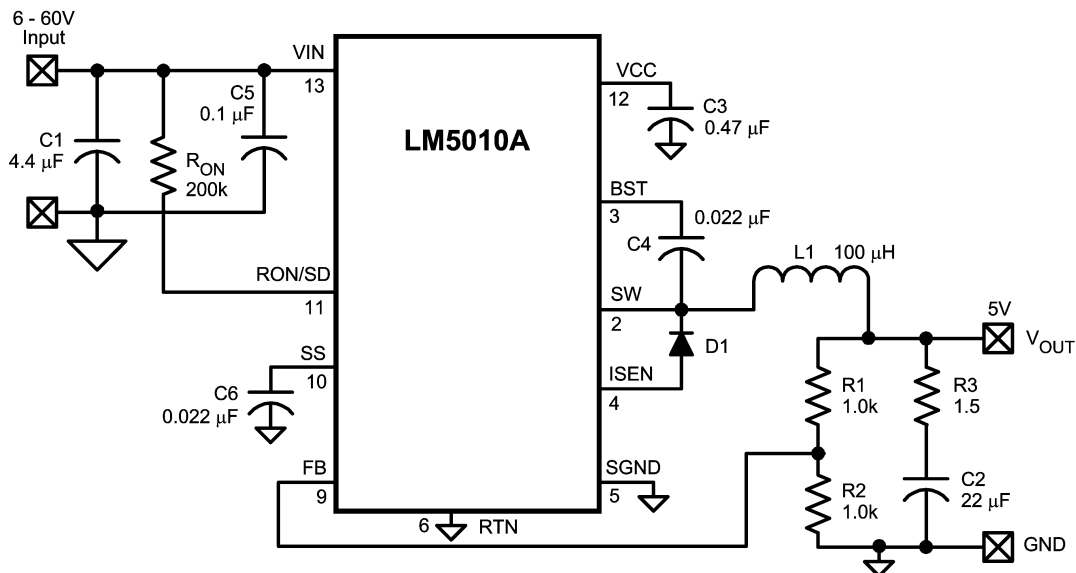 6 - 60V
Input
VIN
13
C5
0.1 µF
C1
4.4 µF
R_ON
200k
RON/SD
11
SS
10
C6
0.022 µF
FB
9
LM5010A
6
RTN
VCC
12
C3
0.47 µF
BST
3
0.022 µF
C4
L1
100 µH
SW
2
D1
ISEN
4
SGND
5
5V
V_OUT
R1
1.0k
R3
1.5
R2
1.0k
C2
22 µF
GND